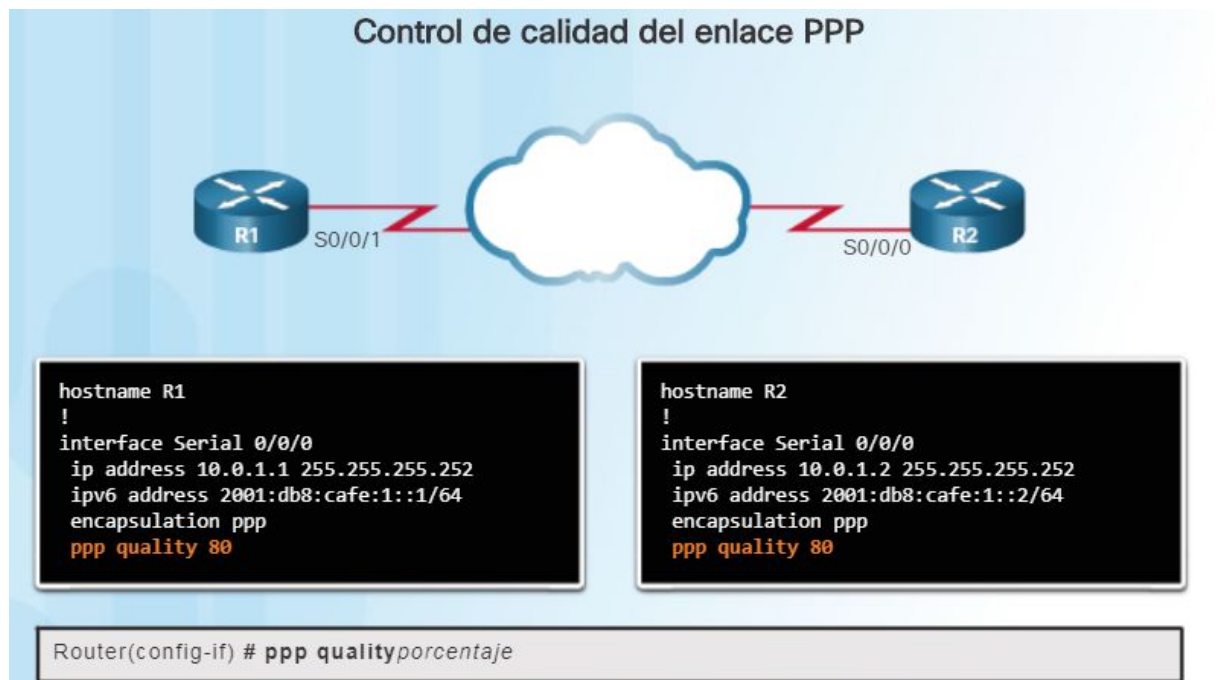 Control de calidad del enlace PPP
R1
S0/0/1
S0/0/0
R2
hostname R1
!
interface Serial 0/0/0
ip address 10.0.1.1 255.255.255.252
ipv6 address 2001:db8:cafe:1::1/64
encapsulation ppp
ppp quality 80
hostname R2
!
interface Serial 0/0/0
ip address 10.0.1.2 255.255.255.252
ipv6 address 2001:db8:cafe:1::2/64
encapsulation ppp
ppp quality 80
Router(config-if) # ppp qualityporcentaje